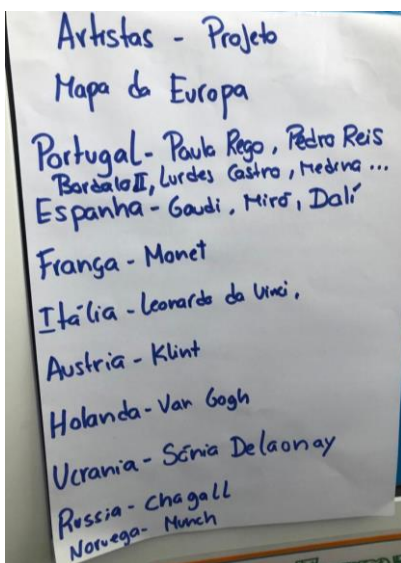 Artistas - Projeto
Mapa da Europa
Portugal - Paula Rego, Pedro Reis
Bordalo II, Lurdes Castro, Medina ...
Espanha - Gaudi, Miró, Dalí
França - Monet
Itália - Leonardo da Vinci.
Austria - Klint
Holanda - Van Gogh
Ucrania - Sónia Delaonay
Russia - Chagall
Noruega - Munch